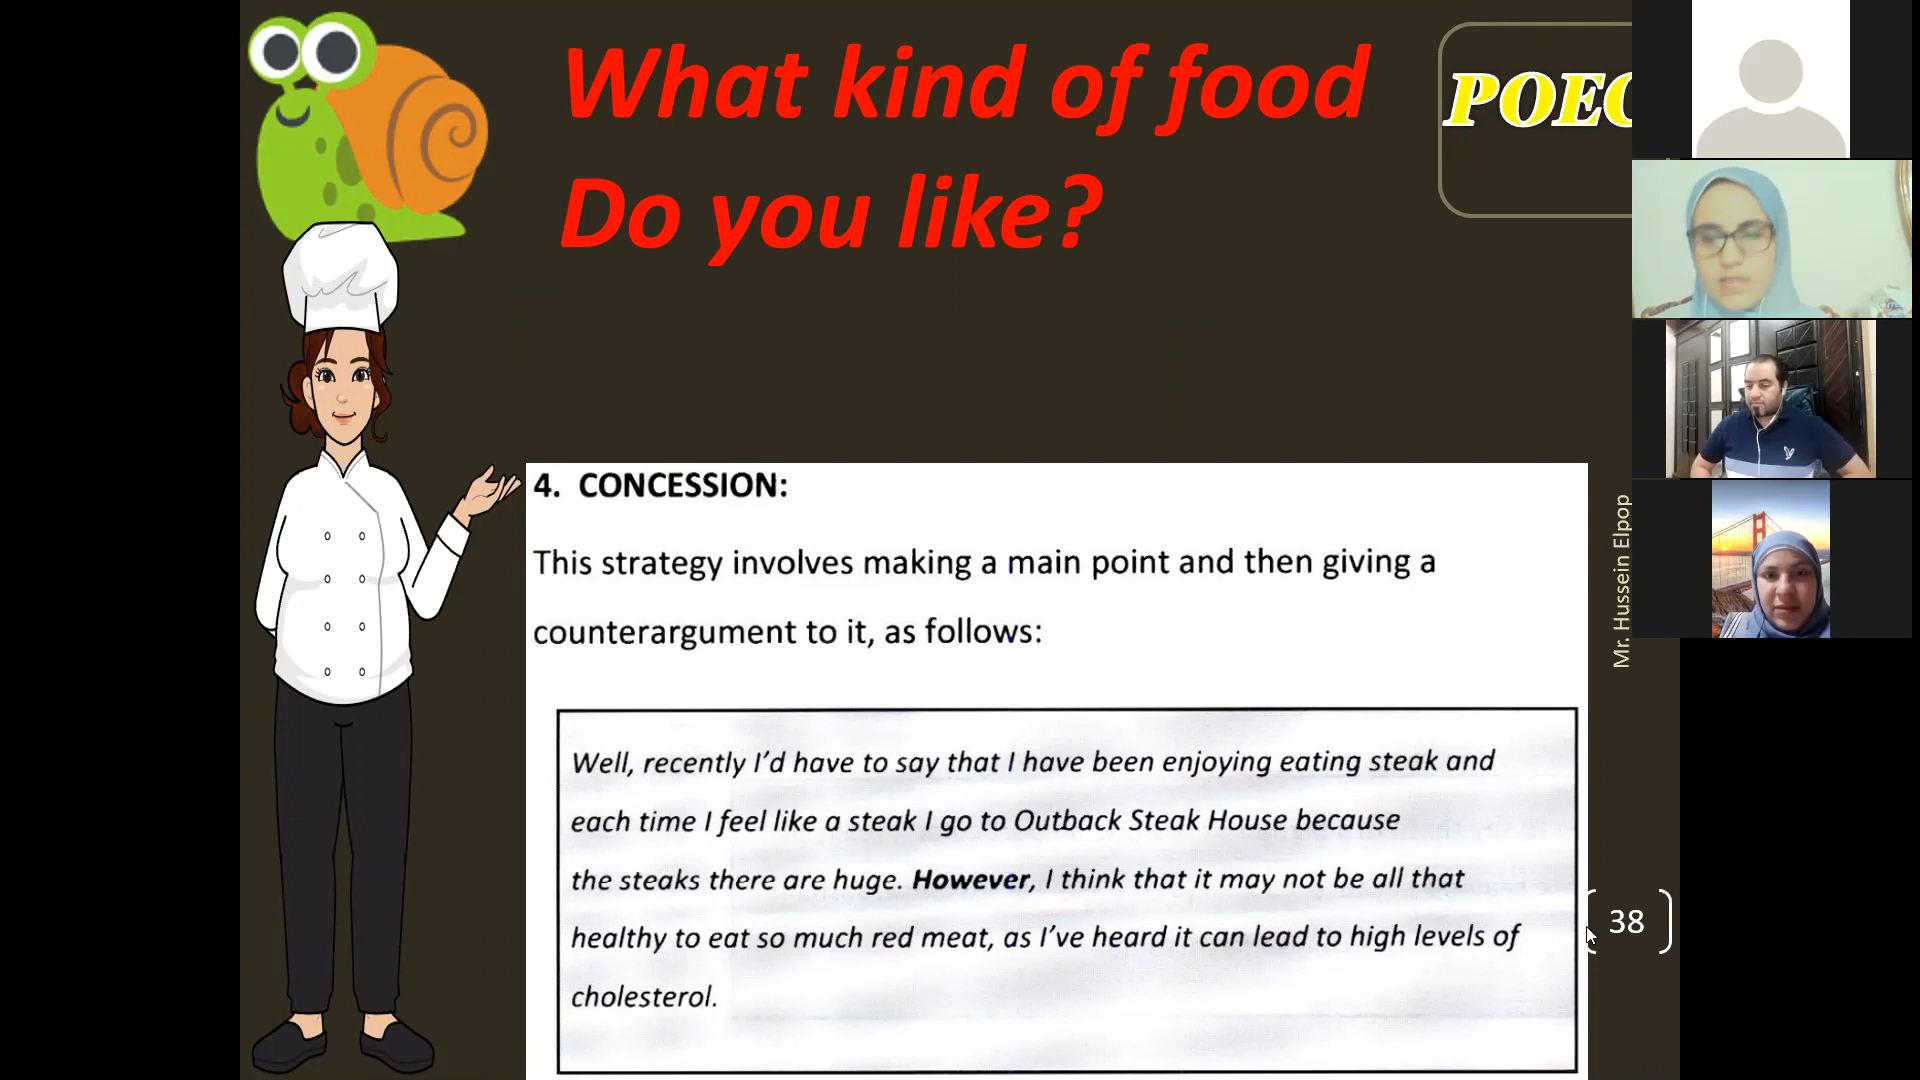 What kind of food
Do you like?
POEC
4. CONCESSION:
This strategy involves making a main point and then giving a
counterargument to it, as follows:
Well, recently I'd have to say that I have been enjoying eating steak and
each time I feel like a steak I go to Outback Steak House because
the steaks there are huge. However, I think that it may not be all that
healthy to eat so much red meat, as I've heard it can lead to high levels of
cholesterol.
Mr. Hussein Elpop
38